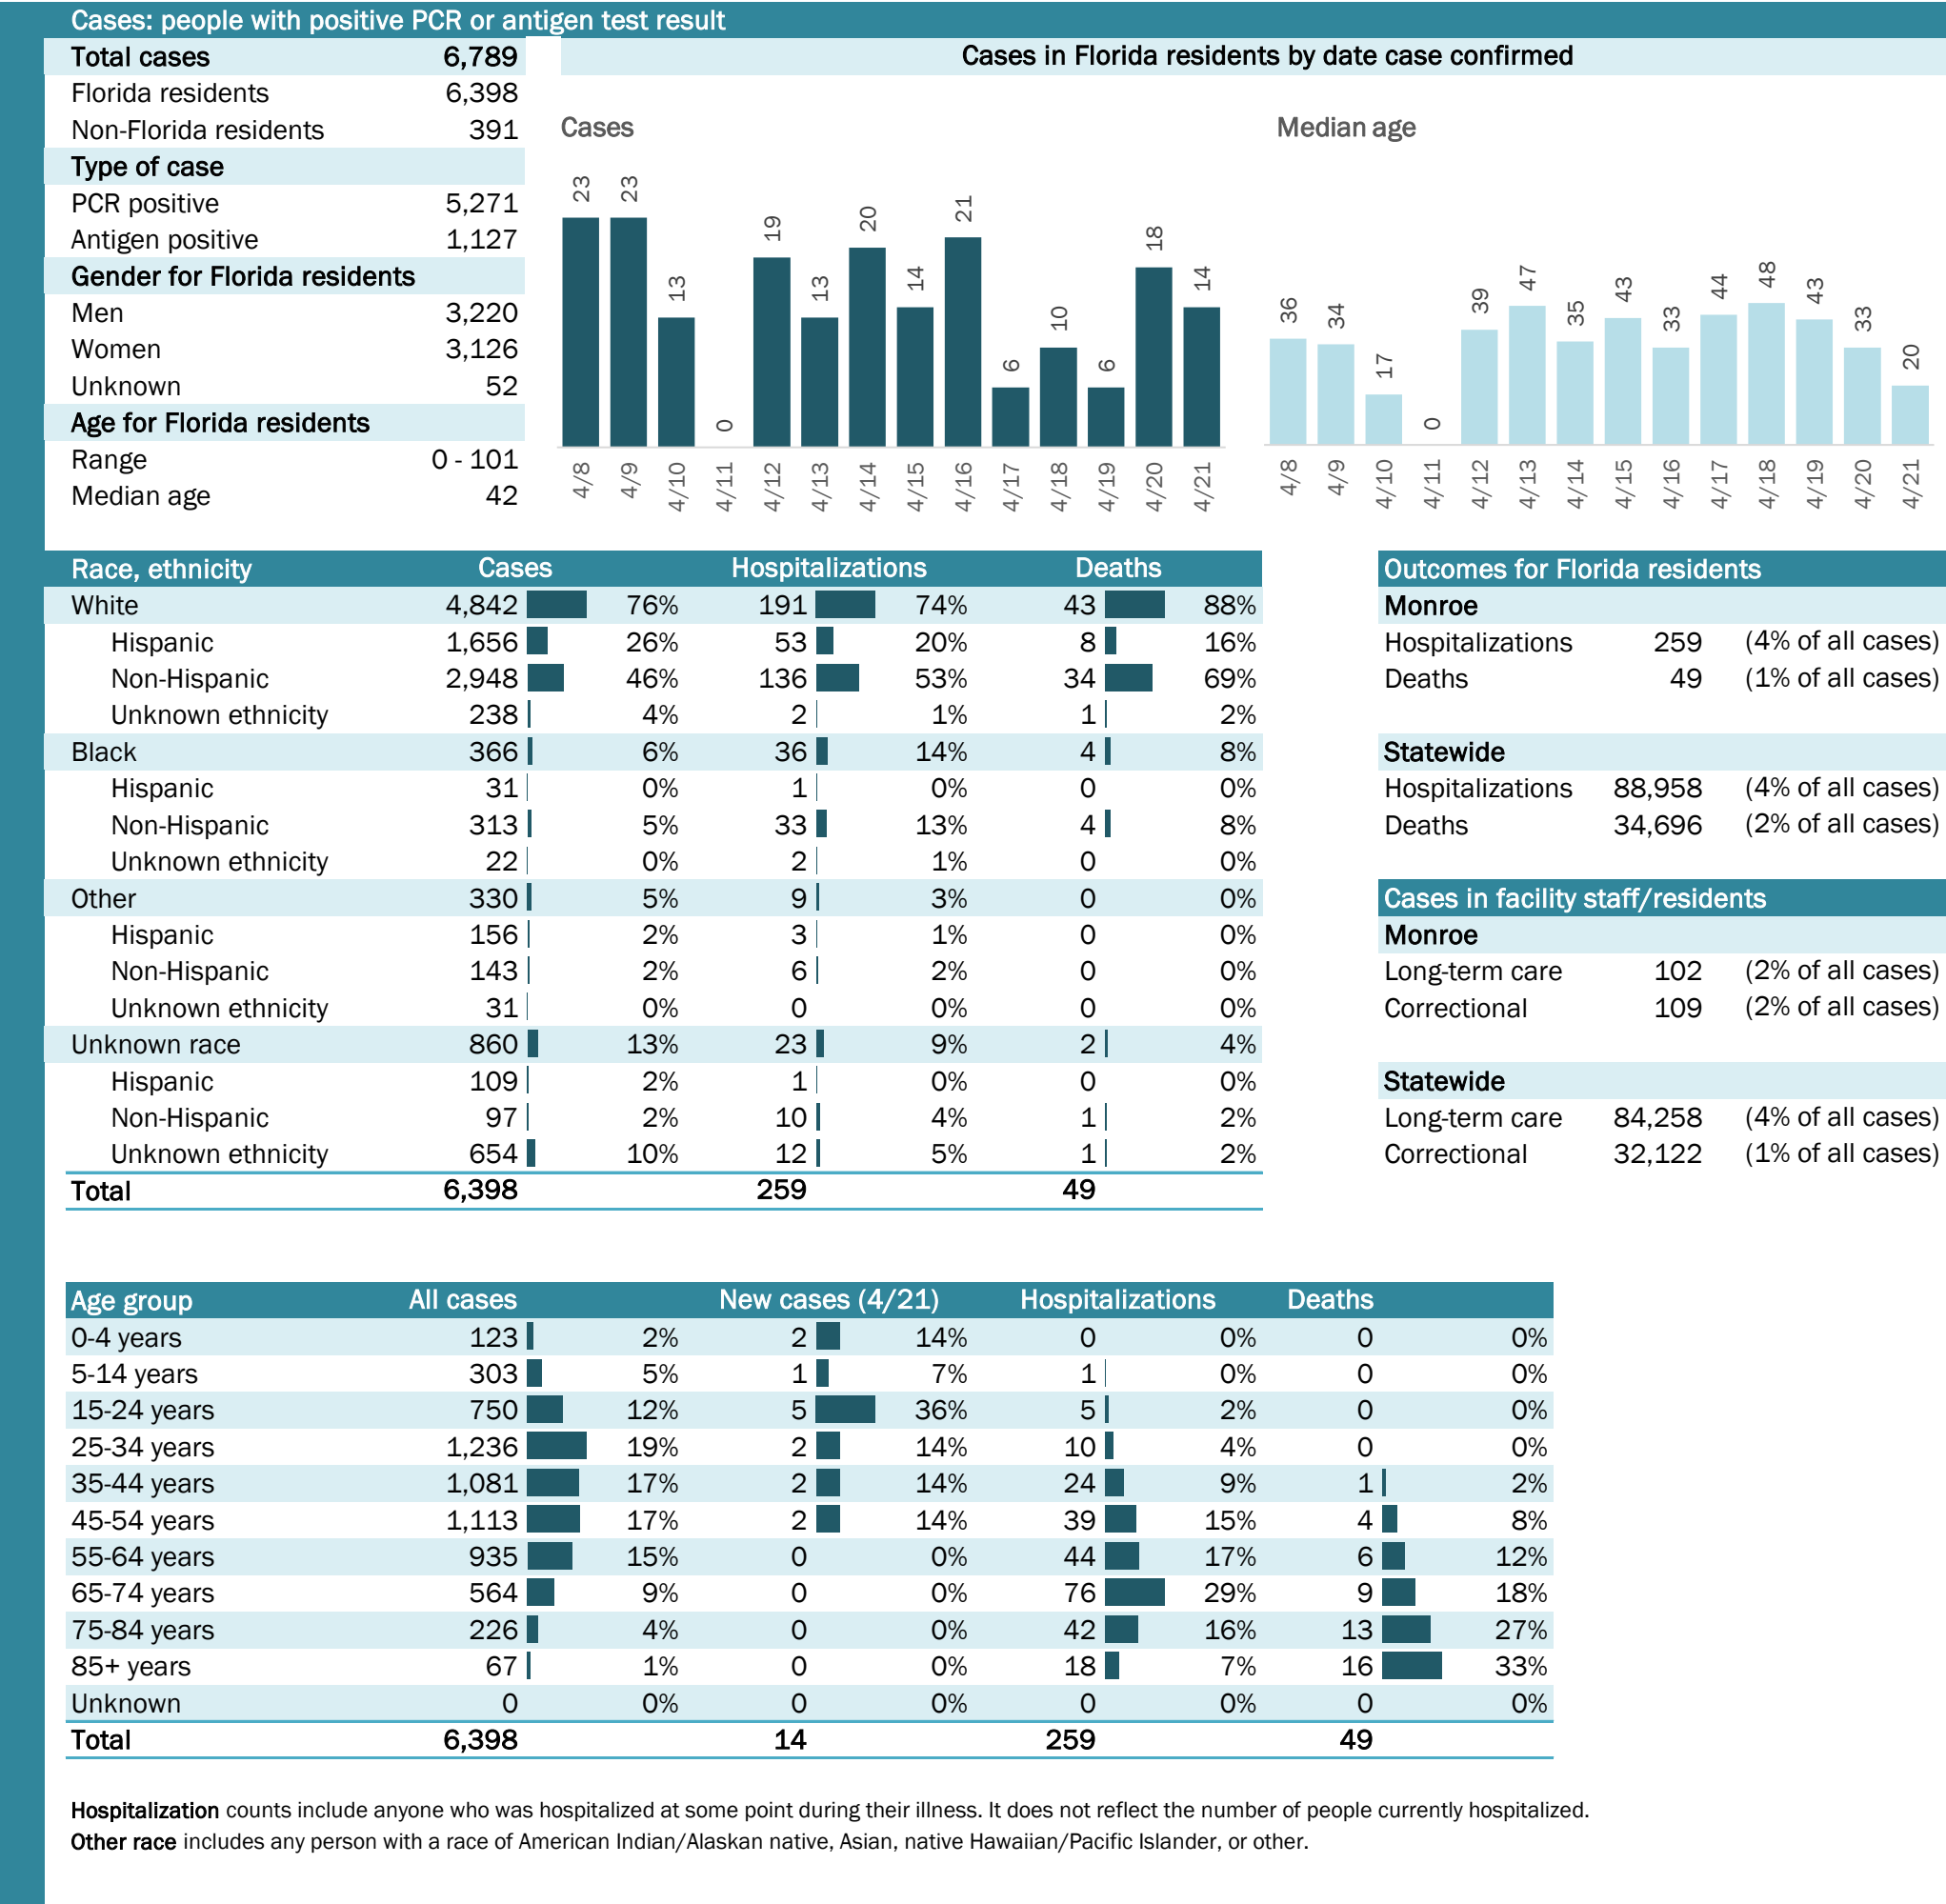 Cases: people with positive PCR or antigen test result
Total cases 6,789
Florida residents 6,398
Non-Florida residents 391
Type of case
PCR positive 5,271
Antigen positive 1,127
Gender for Florida residents
Men 3,220
Women 3,126
Unknown 52
Age for Florida residents
Range 0 - 101
Median age 42
Cases in Florida residents by date case confirmed
Cases
23 23 13 0 19 13 20 14 21 6 10 6 18 14
4/8 4/9 4/10 4/11 4/12 4/13 4/14 4/15 4/16 4/17 4/18 4/19 4/20 4/21
Median age
36 34 17 0 39 47 35 43 33 44 48 43 33 20
4/8 4/9 4/10 4/11 4/12 4/13 4/14 4/15 4/16 4/17 4/18 4/19 4/20 4/21
Race, ethnicity Cases Hospitalizations Deaths
White 4,842 76% 191 74% 43 88%
Hispanic 1,656 26% 53 20% 8 16%
Non-Hispanic 2,948 46% 136 53% 34 69%
Unknown ethnicity 238 4% 2 1% 1 2%
Black 366 6% 36 14% 4 8%
Hispanic 31 0% 1 0% 0 0%
Non-Hispanic 313 5% 33 13% 4 8%
Unknown ethnicity 22 0% 2 1% 0 0%
Other 330 5% 9 3% 0 0%
Hispanic 156 2% 3 1% 0 0%
Non-Hispanic 143 2% 6 2% 0 0%
Unknown ethnicity 31 0% 0 0% 0 0%
Unknown race 860 13% 23 9% 2 4%
Hispanic 109 2% 1 0% 0 0%
Non-Hispanic 97 2% 10 4% 1 2%
Unknown ethnicity 654 10% 12 5% 1 2%
Total 6,398 259 49
Outcomes for Florida residents
Monroe
Hospitalizations 259 (4% of all cases)
Deaths 49 (1% of all cases)
Statewide
Hospitalizations 88,958 (4% of all cases)
Deaths 34,696 (2% of all cases)
Cases in facility staff/residents
Monroe
Long-term care 102 (2% of all cases)
Correctional 109 (2% of all cases)
Statewide
Long-term care 84,258 (4% of all cases)
Correctional 32,122 (1% of all cases)
Age group All cases New cases (4/21) Hospitalizations Deaths
0-4 years 123 2% 2 14% 0 0% 0 0%
5-14 years 303 5% 1 7% 1 0% 0 0%
15-24 years 750 12% 5 36% 5 2% 0 0%
25-34 years 1,236 19% 2 14% 10 4% 0 0%
35-44 years 1,081 17% 2 14% 24 9% 1 2%
45-54 years 1,113 17% 2 14% 39 15% 4 8%
55-64 years 935 15% 0 0% 44 17% 6 12%
65-74 years 564 9% 0 0% 76 29% 9 18%
75-84 years 226 4% 0 0% 42 16% 13 27%
85+ years 67 1% 0 0% 18 7% 16 33%
Unknown 0 0% 0 0% 0 0% 0 0%
Total 6,398 14 259 49
Hospitalization counts include anyone who was hospitalized at some point during their illness. It does not reflect the number of people currently hospitalized.
Other race includes any person with a race of American Indian/Alaskan native, Asian, native Hawaiian/Pacific Islander, or other.